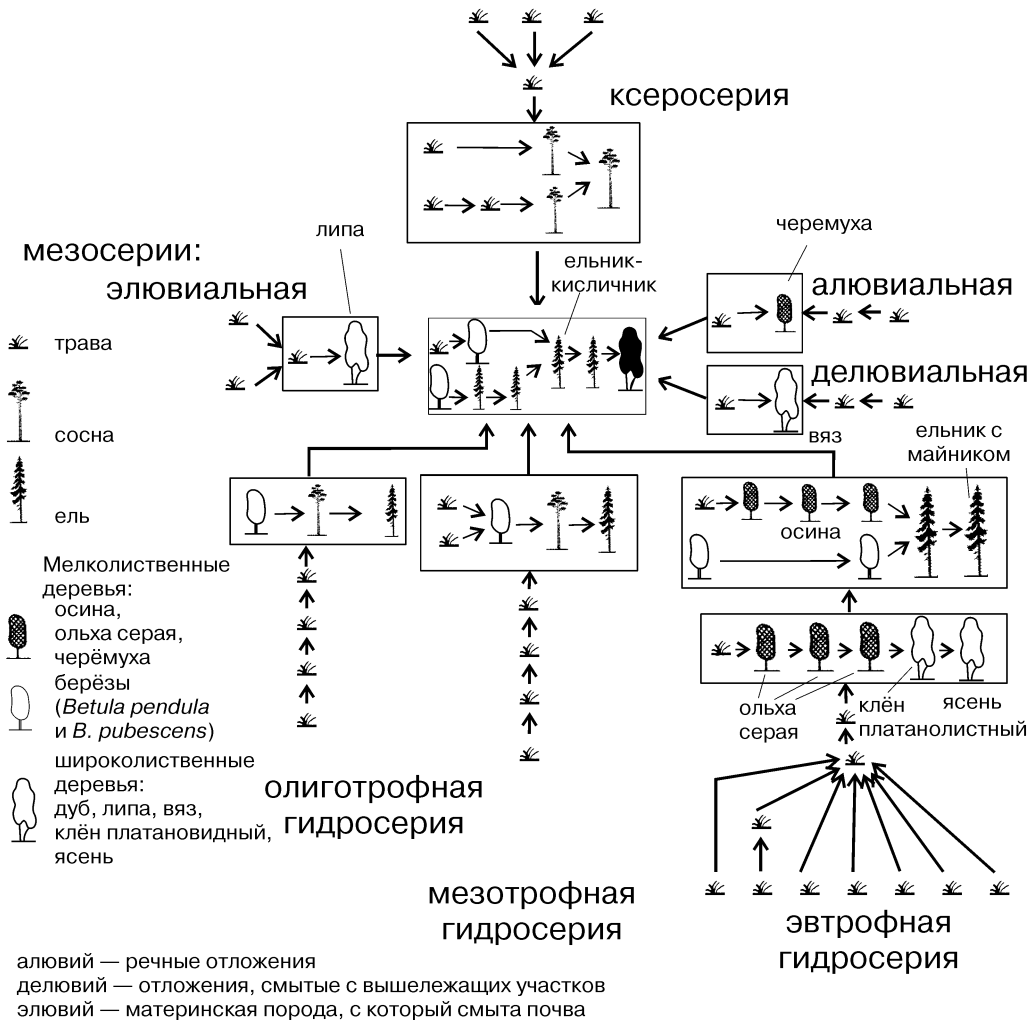 ксеросерия
липа
черемуха
мезосерии:
элювиальная
ельник-
кисличник
алювиальная
трава
делювиальная
сосна
вяз
ельник с
майником
ель
осина
Мелколиственные
деревья:
осина,
ольха серая,
черёмуха
берёзы
(Betula pendula
и B. pubescens)
ольха
серая
клён
платанолистный
ясень
широколиственные
деревья:
дуб, липа, вяз,
клён платановидный,
ясень
олиготрофная
гидросерия
мезотрофная
гидросерия
эвтрофная
гидросерия
алювий — речные отложения
делювий — отложения, смытые с вышележащих участков
элювий — материнская порода, с который смыта почва